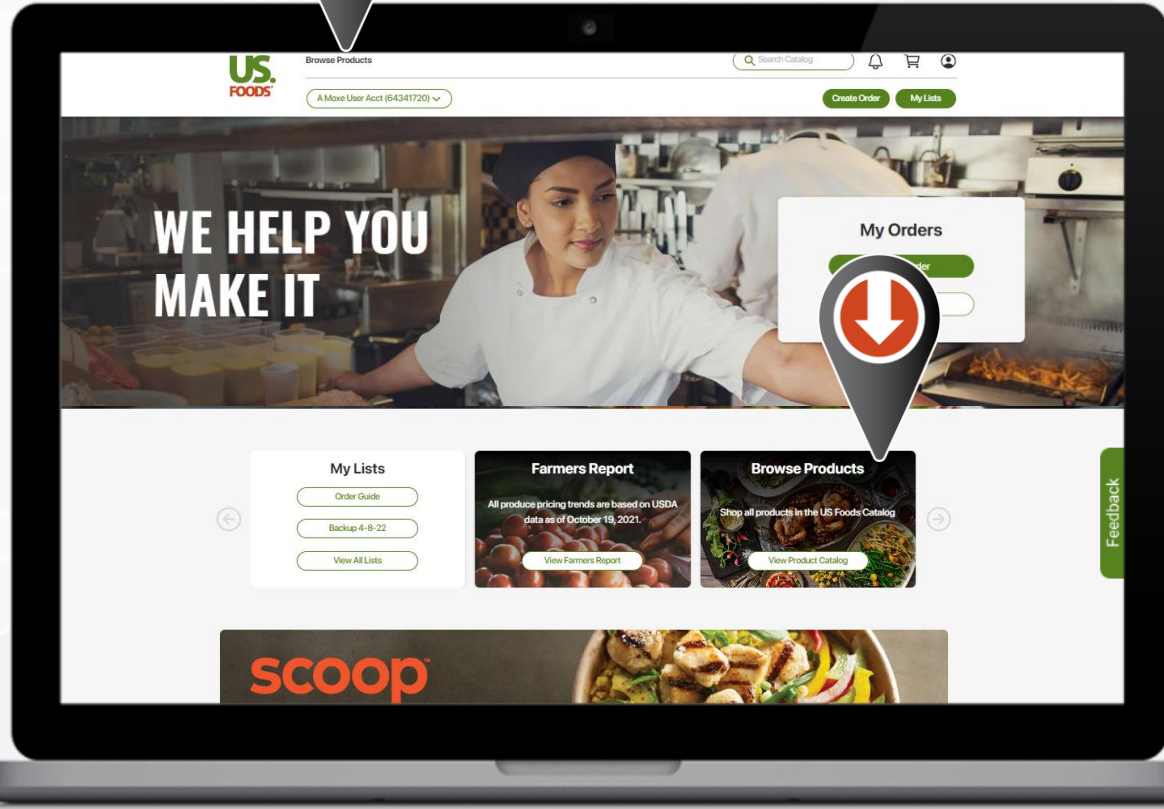 US.
FOODS
Browse Products
Search Catalog
A Moxe User Acct (64341720)
Create Order
My Lists
WE HELP YOU
MAKE IT
My Orders
My Lists
Order Guide
Backup 4-8-22
View All Lists
Farmers Report
All produce pricing trends are based on USDA
data as of October 19, 2021.
View Farmers Report
Browse Products
Shop all products in the US Foods Catalog
View Product Catalog
Feedback
scoop